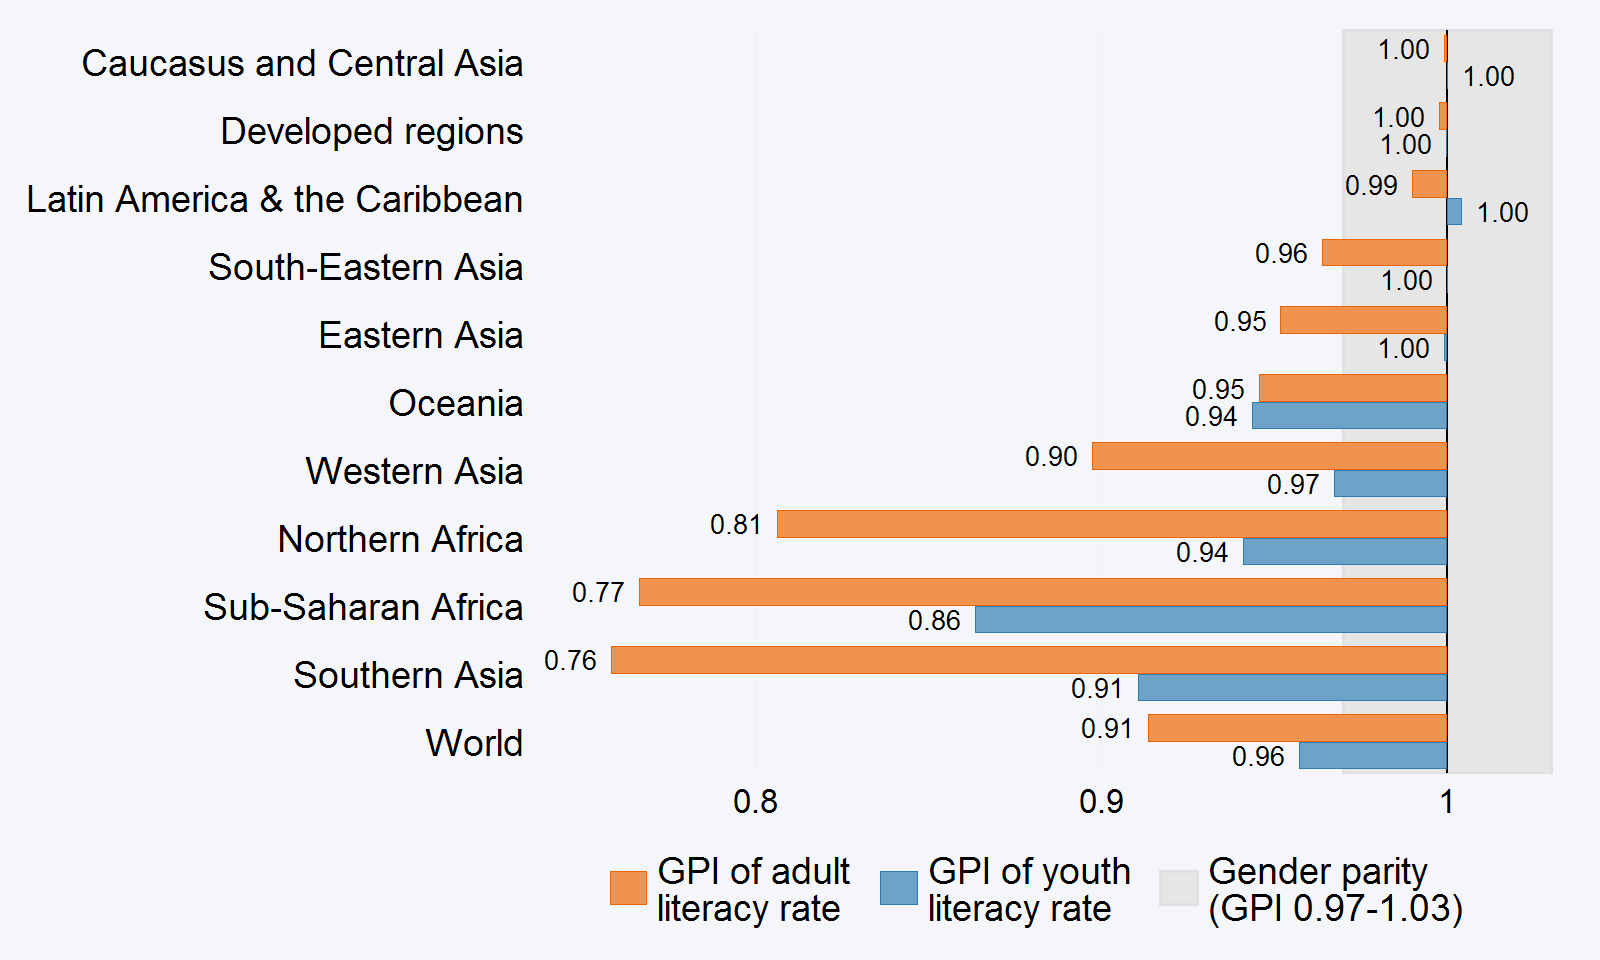 Caucasus and Central Asia
1.00
1.00
Developed regions
1.00
1.00
Latin America & the Caribbean
0.99
1.00
South-Eastern Asia
0.96
1.00
Eastern Asia
0.95
1.00
Oceania
0.95
0.94
Western Asia
0.90
0.97
Northern Africa
0.81
0.94
Sub-Saharan Africa
0.77
0.86
Southern Asia
0.76
0.91
World
0.91
0.96
0.8 0.9 1
GPI of adult
literacy rate
GPI of youth
literacy rate
Gender parity
(GPI 0.97-1.03)